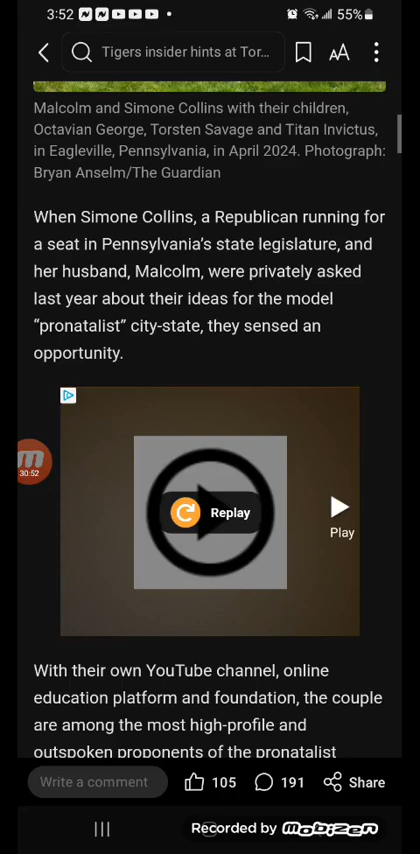 3:52
55%
Tigers insider hints at Tor...
AA
Malcolm and Simone Collins with their children,
Octavian George, Torsten Savage and Titan Invictus,
in Eagleville, Pennsylvania, in April 2024. Photograph:
Bryan Anselm/The Guardian
When Simone Collins, a Republican running for
a seat in Pennsylvania's state legislature, and
her husband, Malcolm, were privately asked
last year about their ideas for the model
“pronatalist” city-state, they sensed an
opportunity.
30:52
Replay
Play
With their own YouTube channel, online
education platform and foundation, the couple
are among the most high-profile and
outspoken proponents of the pronatalist
Write a comment
105
191
Share
Recorded by mobizen